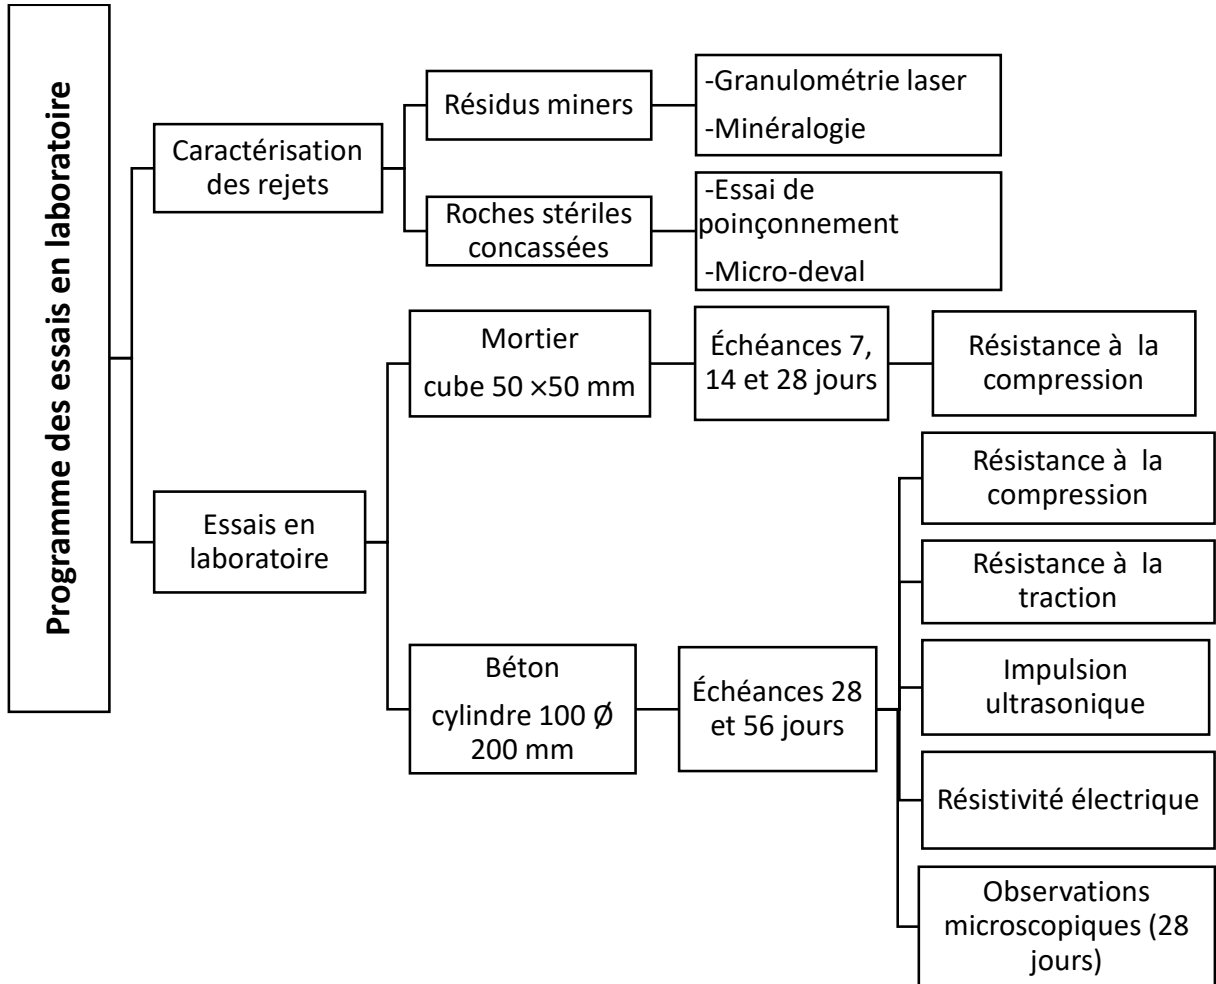 Programme des essais en laboratoire
Caractérisation
des rejets
Résidus miners
-Granulométrie laser
-Minéralogie
Roches stériles
concassées
-Essai de
poinçonnement
-Micro-deval
Essais en
laboratoire
Mortier
cube 50 ×50 mm
Échéances 7,
14 et 28 jours
Résistance à la
compression
Béton
cylindre 100 Ø
200 mm
Échéances 28
et 56 jours
Résistance à la
compression
Résistance à la
traction
Impulsion
ultrasonique
Résistivité électrique
Observations
microscopiques (28
jours)